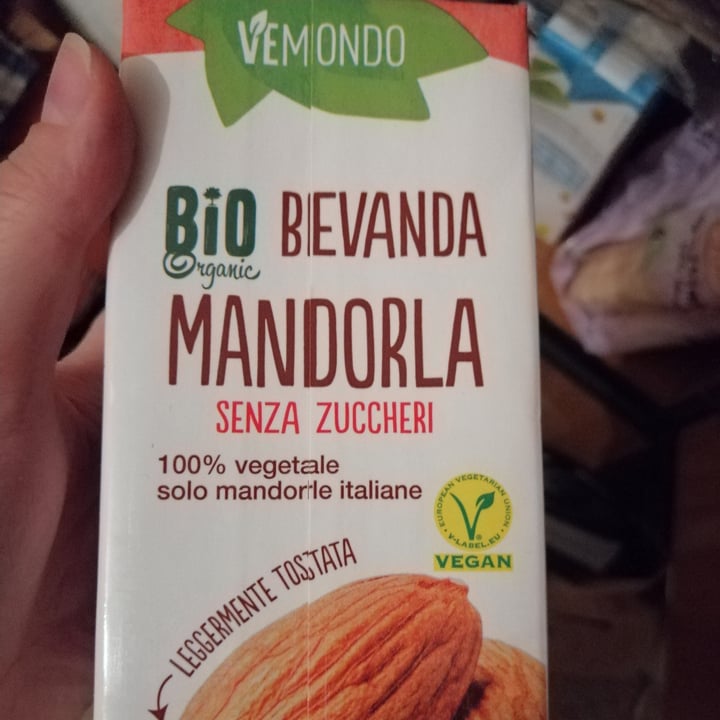 VEMONDO
BIO BEVANDA
Organic
MANDORLA
SENZA ZUCCHERI
100% vegetale
solo mandorle italiane
EUROPEAN VEGETARIAN UNION
V-LABEL.EU
VEGAN
LEGGERMENTE TOSTATA